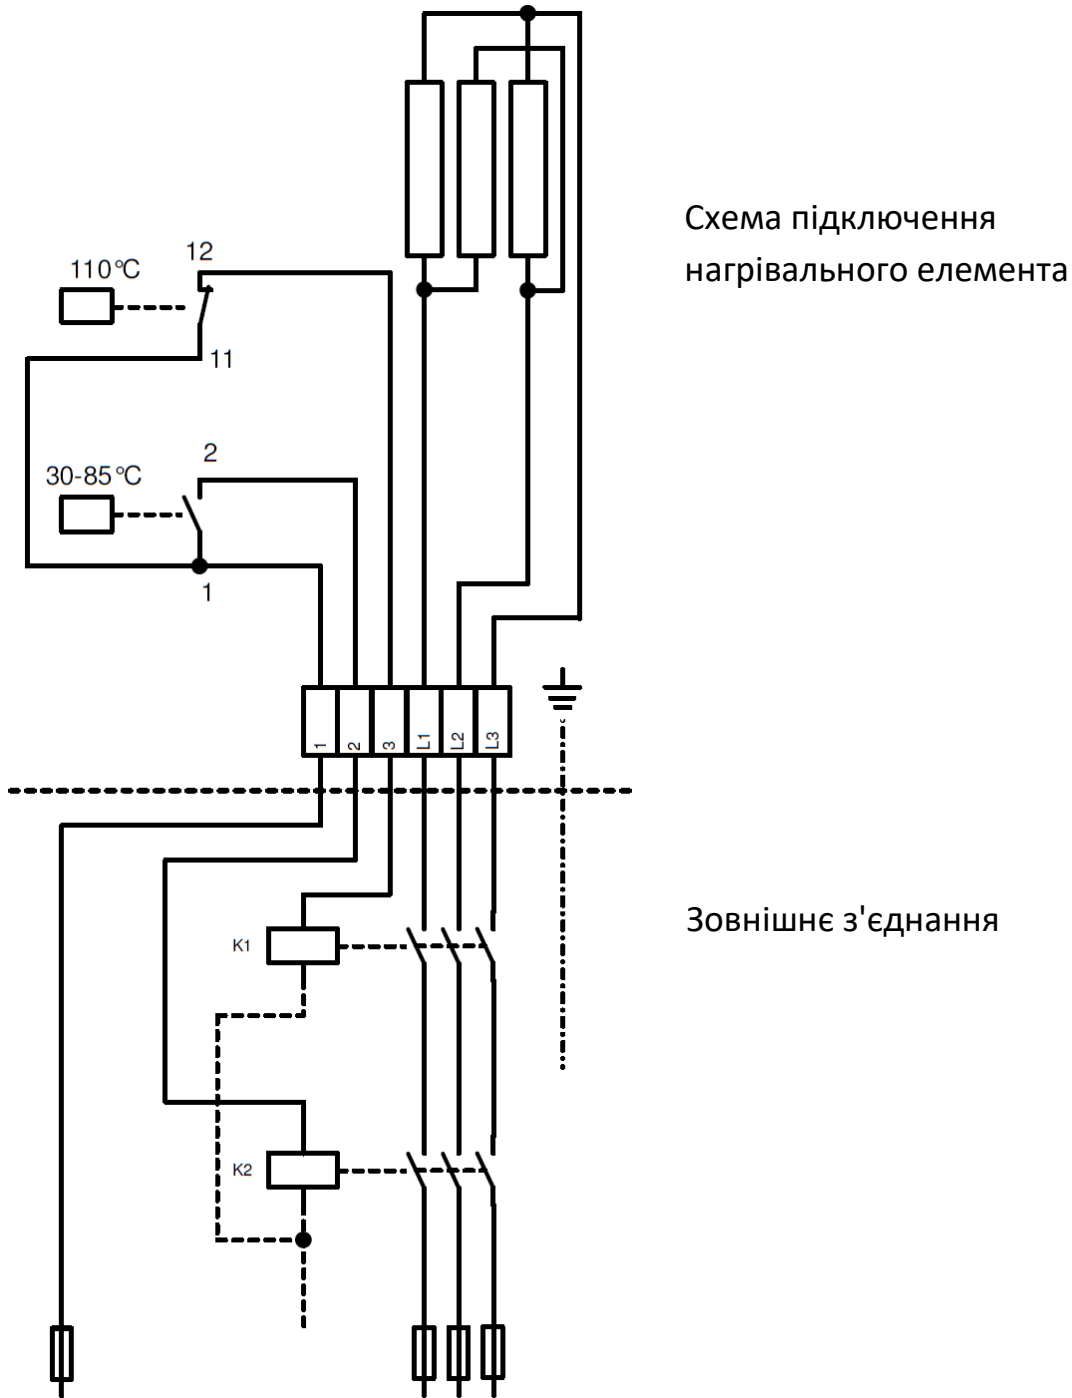 Схема підключення
нагрівального елемента
12
110°C
11
2
30-85°C
1
1
2
3
L1
L2
L3
K1
Зовнішнє з'єднання
K2